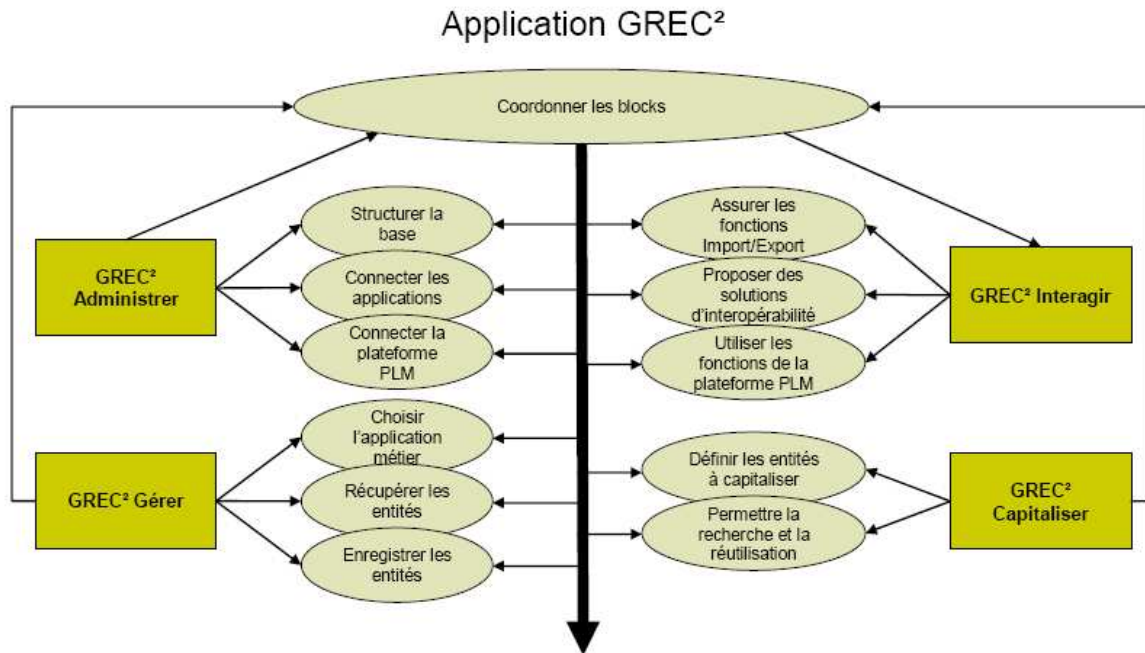 Application GREC²
Coordonner les blocks
Structurer la
base
Connecter les
applications
Connecter la
plateforme
PLM
GREC²
Administrer
Assurer les
fonctions
Import/Export
Proposer des
solutions
d'interopérabilité
Utiliser les
fonctions de la
plateforme PLM
GREC² Interagir
Choisir
l'application
métier
Récupérer les
entités
Enregistrer les
entités
GREC² Gérer
Définir les entités
à capitaliser
Permettre la
recherche et la
réutilisation
GREC²
Capitaliser